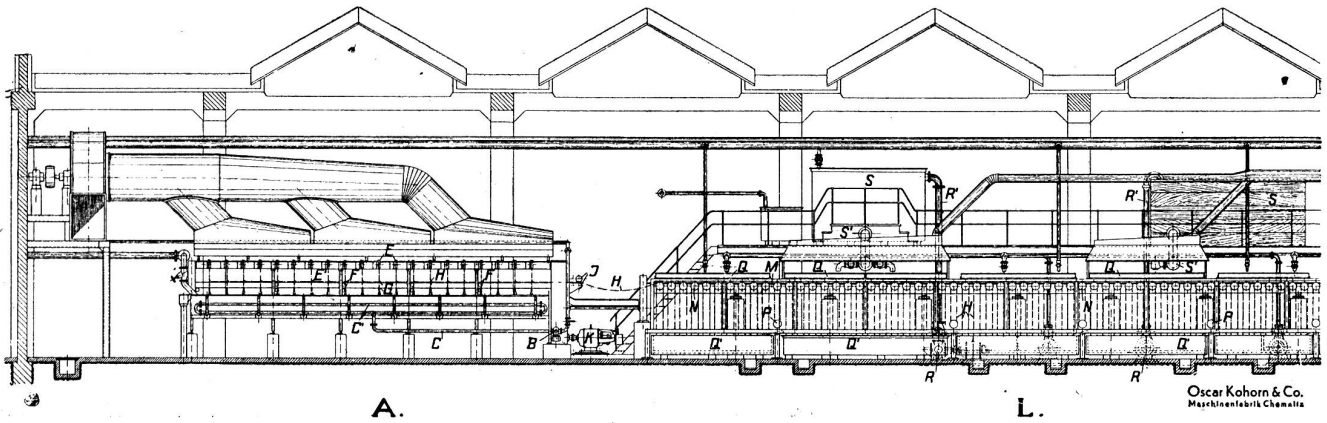 S
R'
R'
S
S'
S'
E
E'
F
H
F
G
J
H
Q
M
Q
Q
N
P
H
N
P
C'
C
B
K
Q'
Q'
Q'
R
R
Oscar Kohorn & Co.
Maschinenfabrik Chemnitz
A.
L.